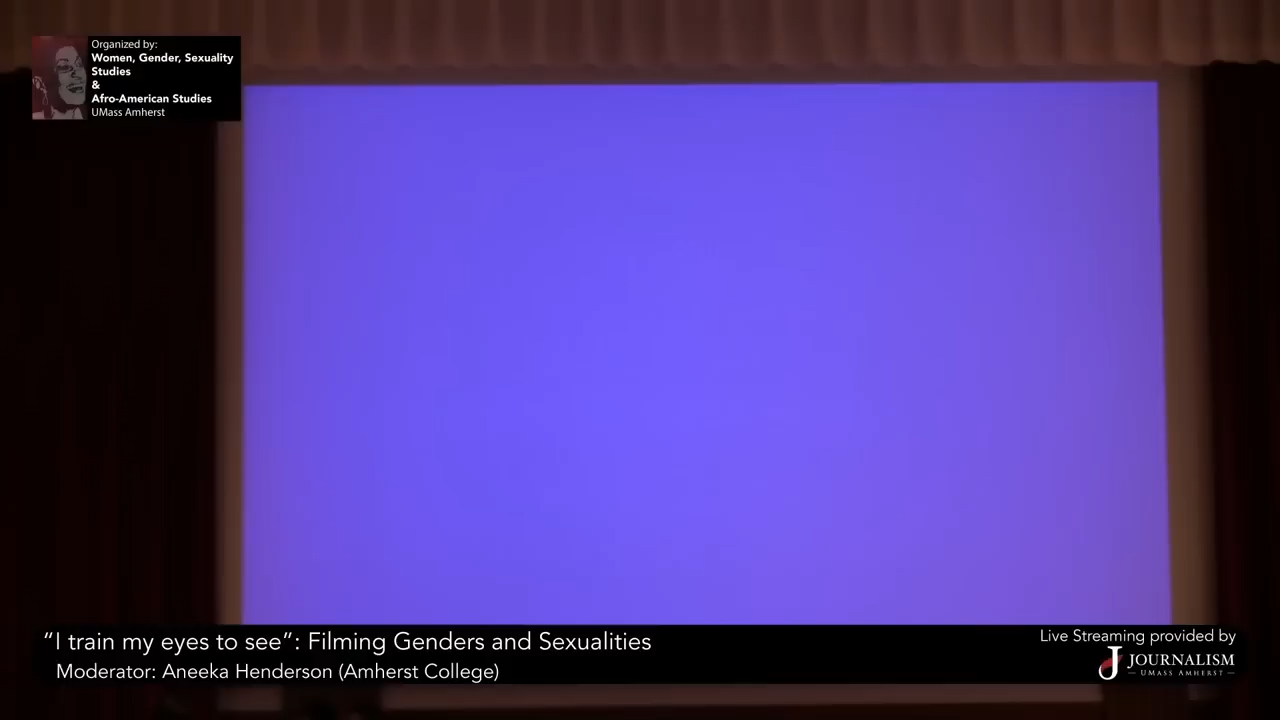 Organized by:
Women, Gender, Sexuality
Studies
&
Afro-American Studies
UMass Amherst
“I train my eyes to see“: Filming Genders and Sexualities
Moderator: Aneeka Henderson (Amherst College)
Live Streaming provided by
JOURNALISM
— UMASS AMHERST —